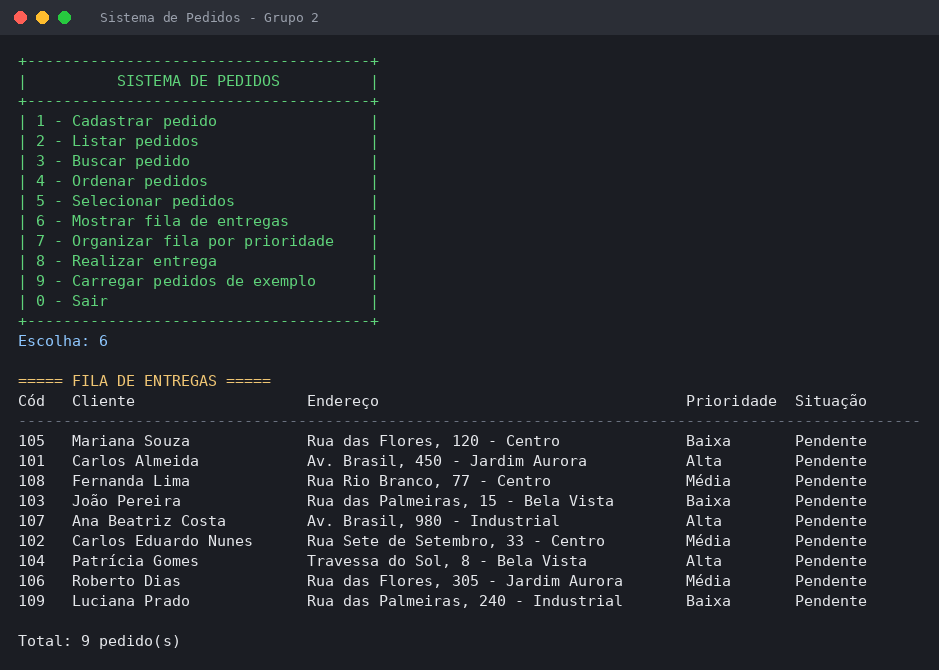 Sistema de Pedidos - Grupo 2
+--------------------------------------+
|          SISTEMA DE PEDIDOS          |
+--------------------------------------+
| 1 - Cadastrar pedido                 |
| 2 - Listar pedidos                   |
| 3 - Buscar pedido                    |
| 4 - Ordenar pedidos                  |
| 5 - Selecionar pedidos               |
| 6 - Mostrar fila de entregas         |
| 7 - Organizar fila por prioridade    |
| 8 - Realizar entrega                 |
| 9 - Carregar pedidos de exemplo      |
| 0 - Sair                             |
+--------------------------------------+
Escolha: 6
===== FILA DE ENTREGAS =====
Cód   Cliente                   Endereço                                  Prioridade  Situação
----------------------------------------------------------------------------------------------------
105   Mariana Souza             Rua das Flores, 120 - Centro              Baixa       Pendente
101   Carlos Almeida            Av. Brasil, 450 - Jardim Aurora           Alta        Pendente
108   Fernanda Lima             Rua Rio Branco, 77 - Centro               Média       Pendente
103   João Pereira              Rua das Palmeiras, 15 - Bela Vista        Baixa       Pendente
107   Ana Beatriz Costa         Av. Brasil, 980 - Industrial              Alta        Pendente
102   Carlos Eduardo Nunes      Rua Sete de Setembro, 33 - Centro         Média       Pendente
104   Patrícia Gomes            Travessa do Sol, 8 - Bela Vista           Alta        Pendente
106   Roberto Dias              Rua das Flores, 305 - Jardim Aurora       Média       Pendente
109   Luciana Prado             Rua das Palmeiras, 240 - Industrial       Baixa       Pendente
Total: 9 pedido(s)